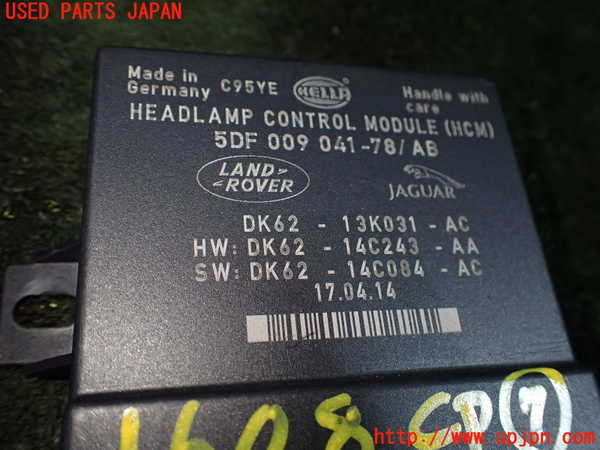 USED PARTS JAPAN
Made in Germany C95YE HELLA Handle with care
HEADLAMP CONTROL MODULE (HCM)
5DF 009 041-78/ AB
LAND ROVER JAGUAR
DK62 - 13K031 - AC
HW: DK62 - 14C243 - AA
SW: DK62 - 14C084 - AC
17.04.14
1608
7
http://www.upjpn.com/